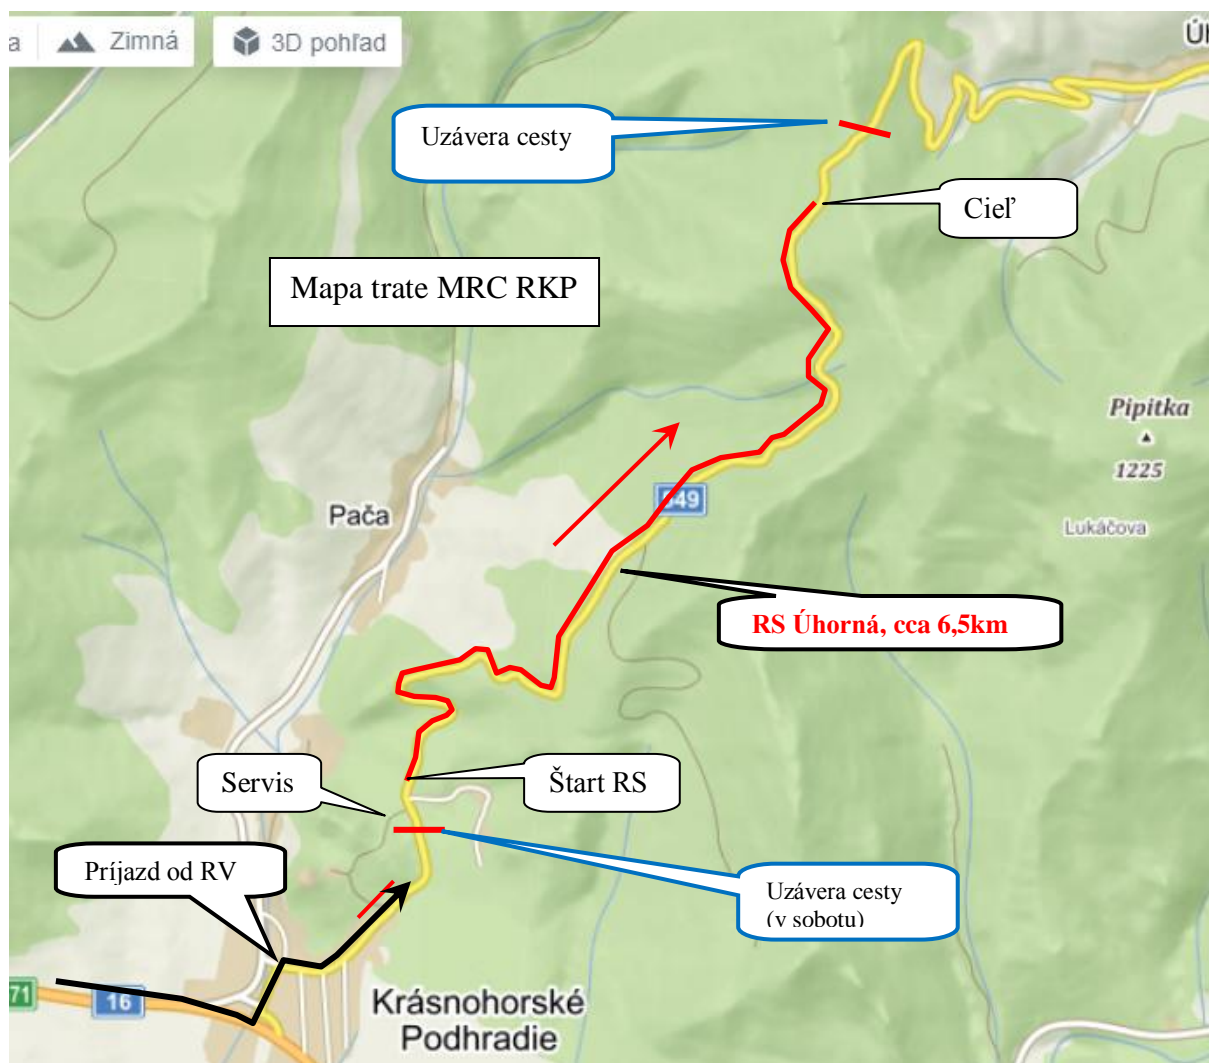 a
Zimná
3D pohľad
Úh
Uzávera cesty
Cieľ
Mapa trate MRC RKP
Pipitka
1225
Pača
549
Lukáčova
RS Úhorná, cca 6,5km
Servis
Štart RS
Príjazd od RV
Uzávera cesty
(v sobotu)
71
16
Krásnohorské
Podhradie